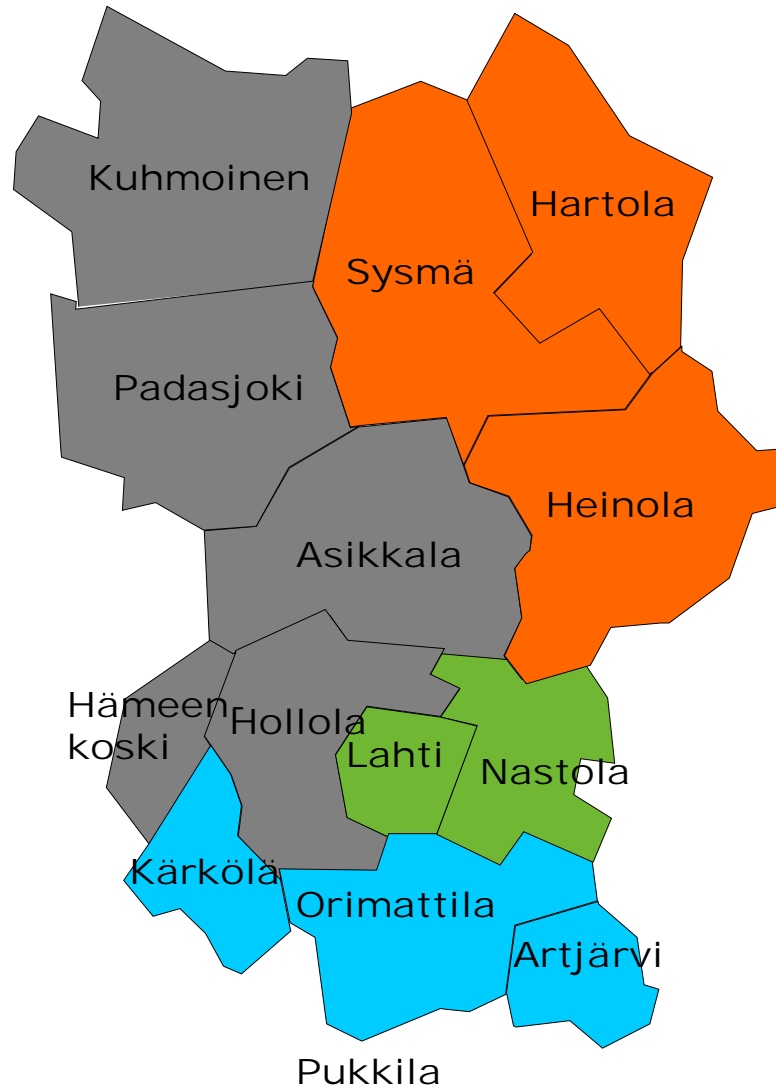 Kuhmoinen
Hartola
Sysmä
Padasjoki
Heinola
Asikkala
Hämeen-
koski
Hollola
Lahti
Nastola
Kärkölä
Orimattila
Artjärvi
Pukkila